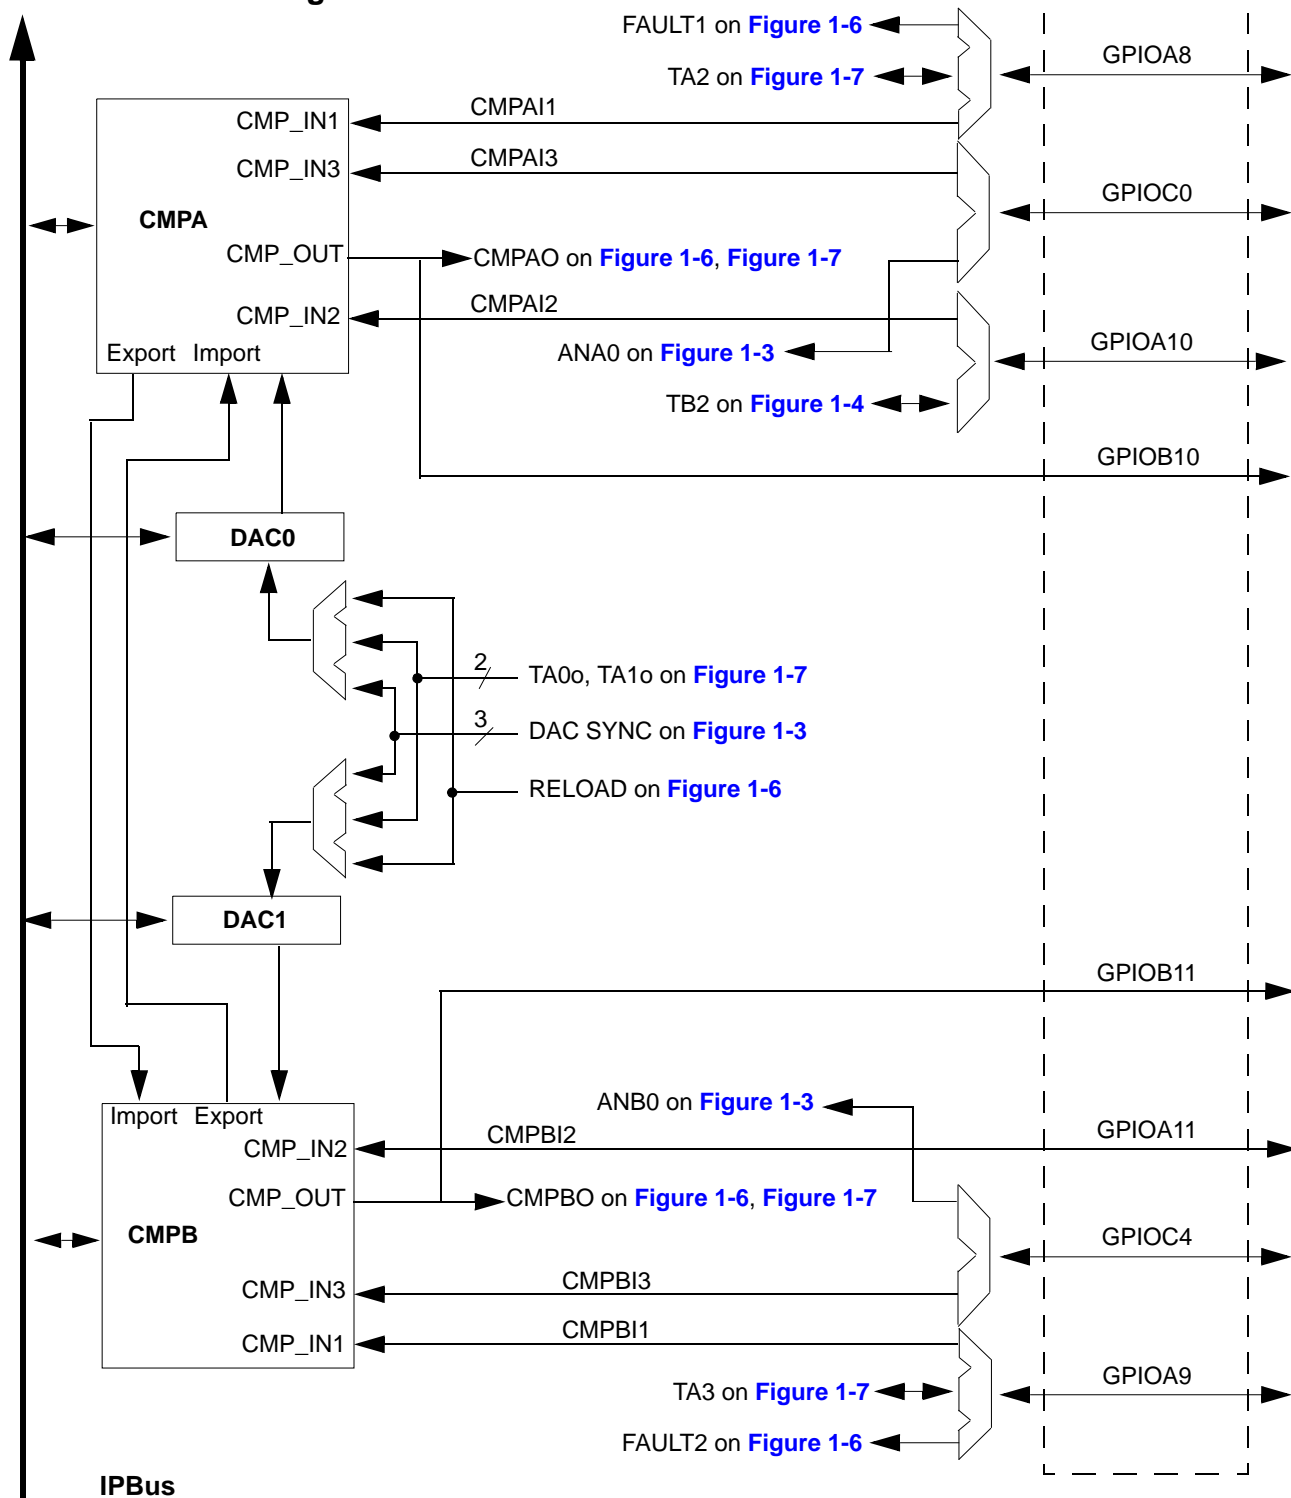 FAULT1 on Figure 1-6
GPIOA8
TA2 on Figure 1-7
CMPAI1
CMP_IN1
CMPAI3
CMP_IN3
GPIOC0
CMPA
CMP_OUT
CMPAO on Figure 1-6, Figure 1-7
CMPAI2
CMP_IN2
GPIOA10
Export Import
ANA0 on Figure 1-3
TB2 on Figure 1-4
GPIOB10
DAC0
2
TA0o, TA1o on Figure 1-7
3
DAC SYNC on Figure 1-3
RELOAD on Figure 1-6
DAC1
GPIOB11
ANB0 on Figure 1-3
Import Export
GPIOA11
CMPBI2
CMP_IN2
CMP_OUT
CMPBO on Figure 1-6, Figure 1-7
CMPB
GPIOC4
CMPBI3
CMP_IN3
CMPBI1
CMP_IN1
GPIOA9
TA3 on Figure 1-7
FAULT2 on Figure 1-6
IPBus